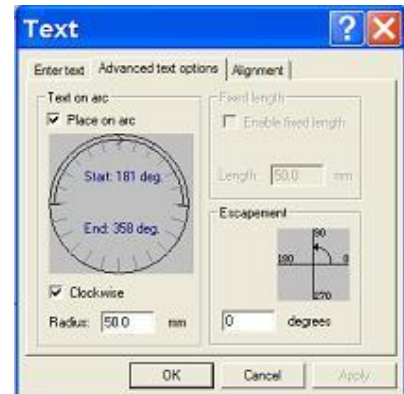 Text
Enter text Advanced text options Alignment
Text on arc
Place on arc
Start: 181 deg.
End: 358 deg.
Clockwise
Radius: 50.0 mm
Fixed length
Enable fixed length
Length: 50.0 mm
Escapement
90
180 0
270
0 degrees
OK Cancel Apply